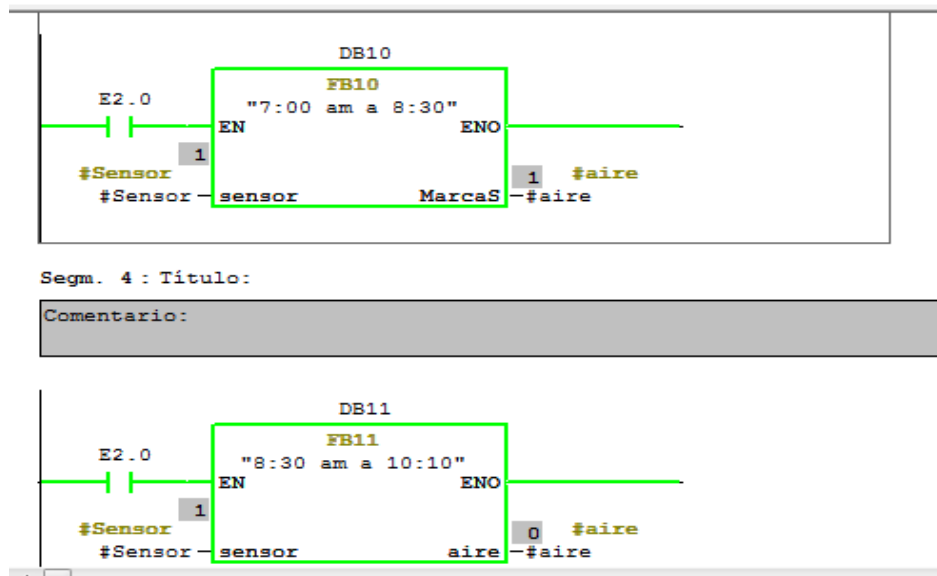 DB10
FB10
E2.0
"7:00 am a 8:30"
EN ENO
1
#Sensor 1 #aire
#Sensor sensor MarcaS #aire
Segm. 4 : Título:
Comentario:
DB11
FB11
E2.0
"8:30 am a 10:10"
EN ENO
1
#Sensor 0 #aire
#Sensor sensor aire #aire